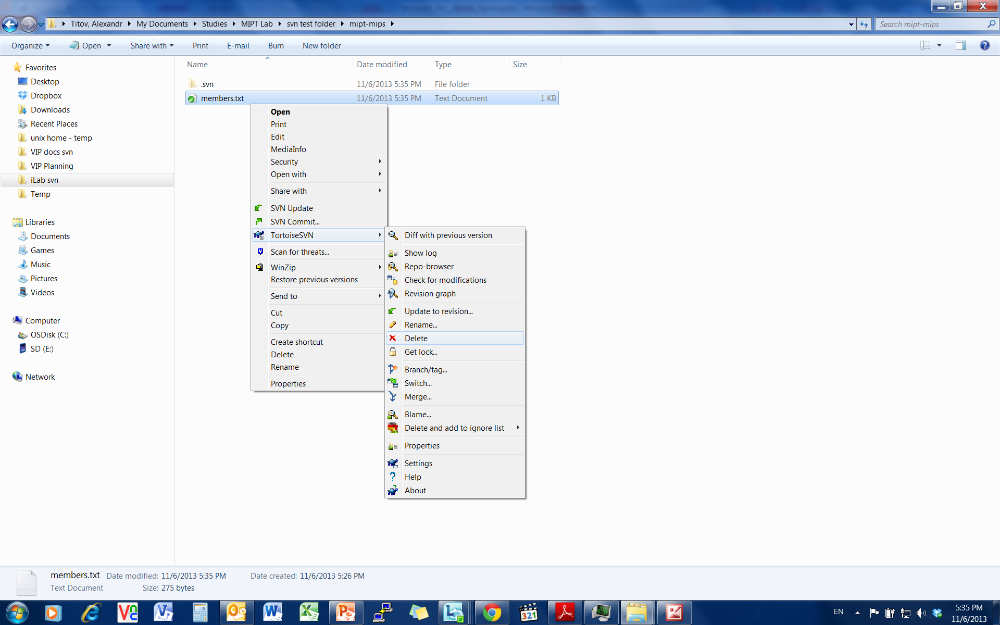 Titov, Alexandr
My Documents
Studies
MIPT Lab
svn test folder
mipt-mips
Search mipt-mips
Organize
Open
Share with
Print
E-mail
Burn
New folder
Name
Date modified
Type
Size
.svn
11/6/2013 5:35 PM
File folder
members.txt
11/6/2013 5:35 PM
Text Document
1 KB
Favorites
Desktop
Dropbox
Downloads
Recent Places
unix home - temp
VIP docs svn
VIP Planning
iLab svn
Temp
Libraries
Documents
Games
Music
Pictures
Videos
Computer
OSDisk (C:)
SD (E:)
Network
Open
Print
Edit
MediaInfo
Security
Open with
Share with
SVN Update
SVN Commit...
TortoiseSVN
Scan for threats...
WinZip
Restore previous versions
Send to
Cut
Copy
Create shortcut
Delete
Rename
Properties
Diff with previous version
Show log
Repo-browser
Check for modifications
Revision graph
Update to revision...
Rename...
Delete
Get lock...
Branch/tag...
Switch...
Merge...
Blame...
Delete and add to ignore list
Properties
Settings
Help
About
members.txt
Date modified: 11/6/2013 5:35 PM
Date created: 11/6/2013 5:26 PM
Text Document
Size: 275 bytes
321
EN
5:35 PM
11/6/2013